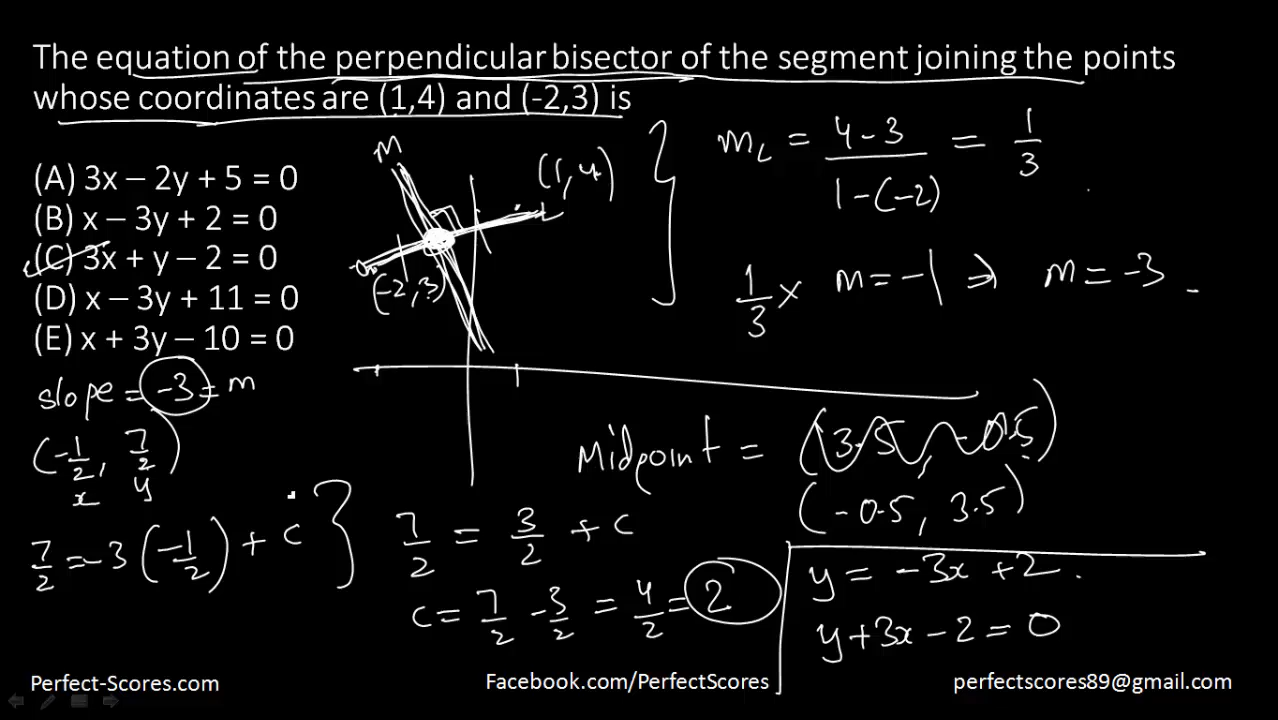 The equation of the perpendicular bisector of the segment joining the points
whose coordinates are (1,4) and (-2,3) is
(A) 3x – 2y + 5 = 0
(B) x – 3y + 2 = 0
(C) 3x + y – 2 = 0
(D) x – 3y + 11 = 0
(E) x + 3y – 10 = 0
m
(1, 4)
L
(-2, 3)
m_L = 4-3 / 1-(-2) = 1/3
1/3 × m = -1 ⇒ m = -3
slope = -3 = m
(-1/2, 7/2)
x y
7/2 = -3 (-1/2) + c
Midpoint = (3.5, -0.5)
(-0.5, 3.5)
7/2 = 3/2 + c
c = 7/2 - 3/2 = 4/2 = 2
y = -3x + 2
y + 3x - 2 = 0
Perfect-Scores.com
Facebook.com/PerfectScores
perfectscores89@gmail.com